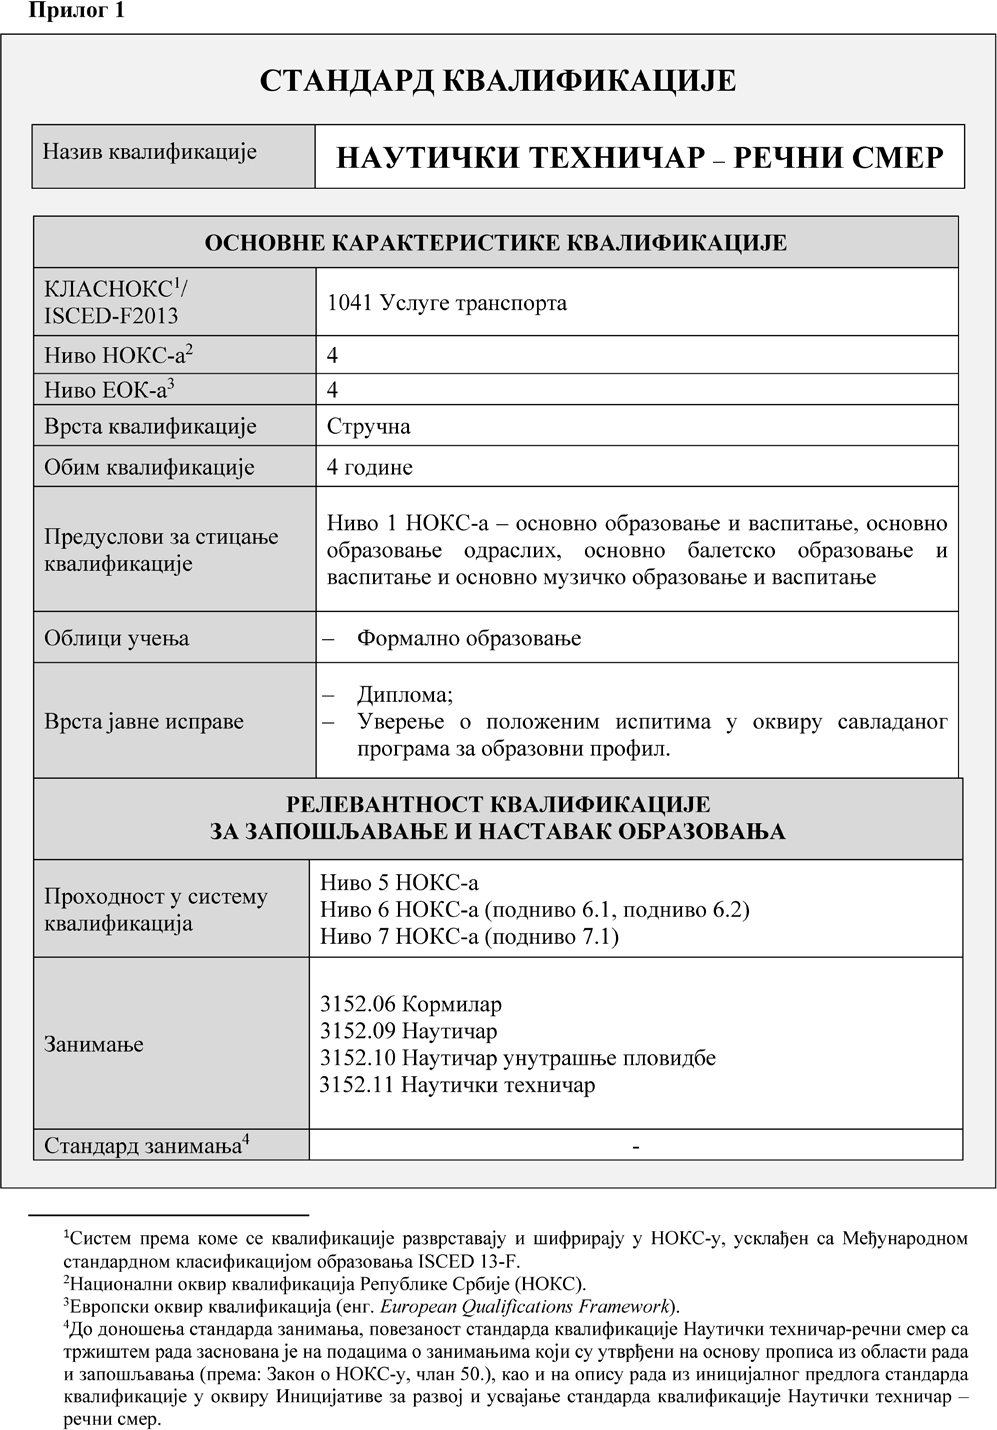 Прилог 1
СТАНДАРД КВАЛИФИКАЦИЈЕ
Назив квалификације
НАУТИЧКИ ТЕХНИЧАР – РЕЧНИ СМЕР
ОСНОВНЕ КАРАКТЕРИСТИКЕ КВАЛИФИКАЦИЈЕ
КЛАСНОКС¹/
ISCED-F2013
1041 Услуге транспорта
Ниво НОКС-а²
4
Ниво ЕОК-а³
4
Врста квалификације
Стручна
Обим квалификације
4 године
Предуслови за стицање
квалификације
Ниво 1 НОКС-а – основно образовање и васпитање, основно
образовање одраслих, основно балетско образовање и
васпитање и основно музичко образовање и васпитање
Облици учења
– Формално образовање
Врста јавне исправе
– Диплома;
– Уверење о положеним испитима у оквиру савладаног
програма за образовни профил.
РЕЛЕВАНТНОСТ КВАЛИФИКАЦИЈЕ
ЗА ЗАПОШЉАВАЊЕ И НАСТАВАК ОБРАЗОВАЊА
Проходност у систему
квалификација
Ниво 5 НОКС-а
Ниво 6 НОКС-а (подниво 6.1, подниво 6.2)
Ниво 7 НОКС-а (подниво 7.1)
Занимање
3152.06 Кормилар
3152.09 Наутичар
3152.10 Наутичар унутрашње пловидбе
3152.11 Наутички техничар
Стандард занимања⁴
-
¹Систем према коме се квалификације разврставају и шифрирају у НОКС-у, усклађен са Међународном
стандардном класификацијом образовања ISCED 13-F.
²Национални оквир квалификација Републике Србије (НОКС).
³Европски оквир квалификација (енг. European Qualifications Framework).
⁴До доношења стандарда занимања, повезаност стандарда квалификације Наутички техничар-речни смер са
тржиштем рада заснована је на подацима о занимањима који су утврђени на основу прописа из области рада
и запошљавања (према: Закон о НОКС-у, члан 50.), као и на опису рада из иницијалног предлога стандарда
квалификације у оквиру Иницијативе за развој и усвајање стандарда квалификације Наутички техничар –
речни смер.